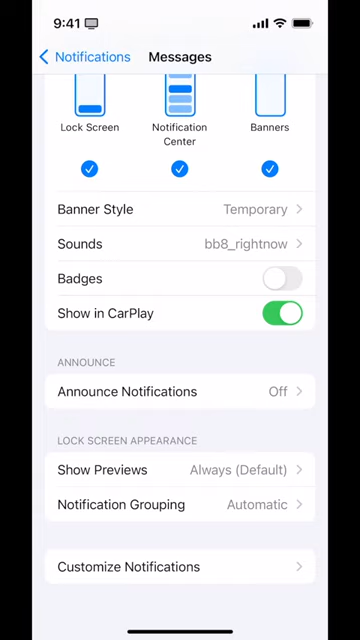 9:41
Notifications
Messages
Lock Screen
Notification
Center
Banners
Banner Style
Temporary
Sounds
bb8_rightnow
Badges
Show in CarPlay
ANNOUNCE
Announce Notifications
Off
LOCK SCREEN APPEARANCE
Show Previews
Always (Default)
Notification Grouping
Automatic
Customize Notifications